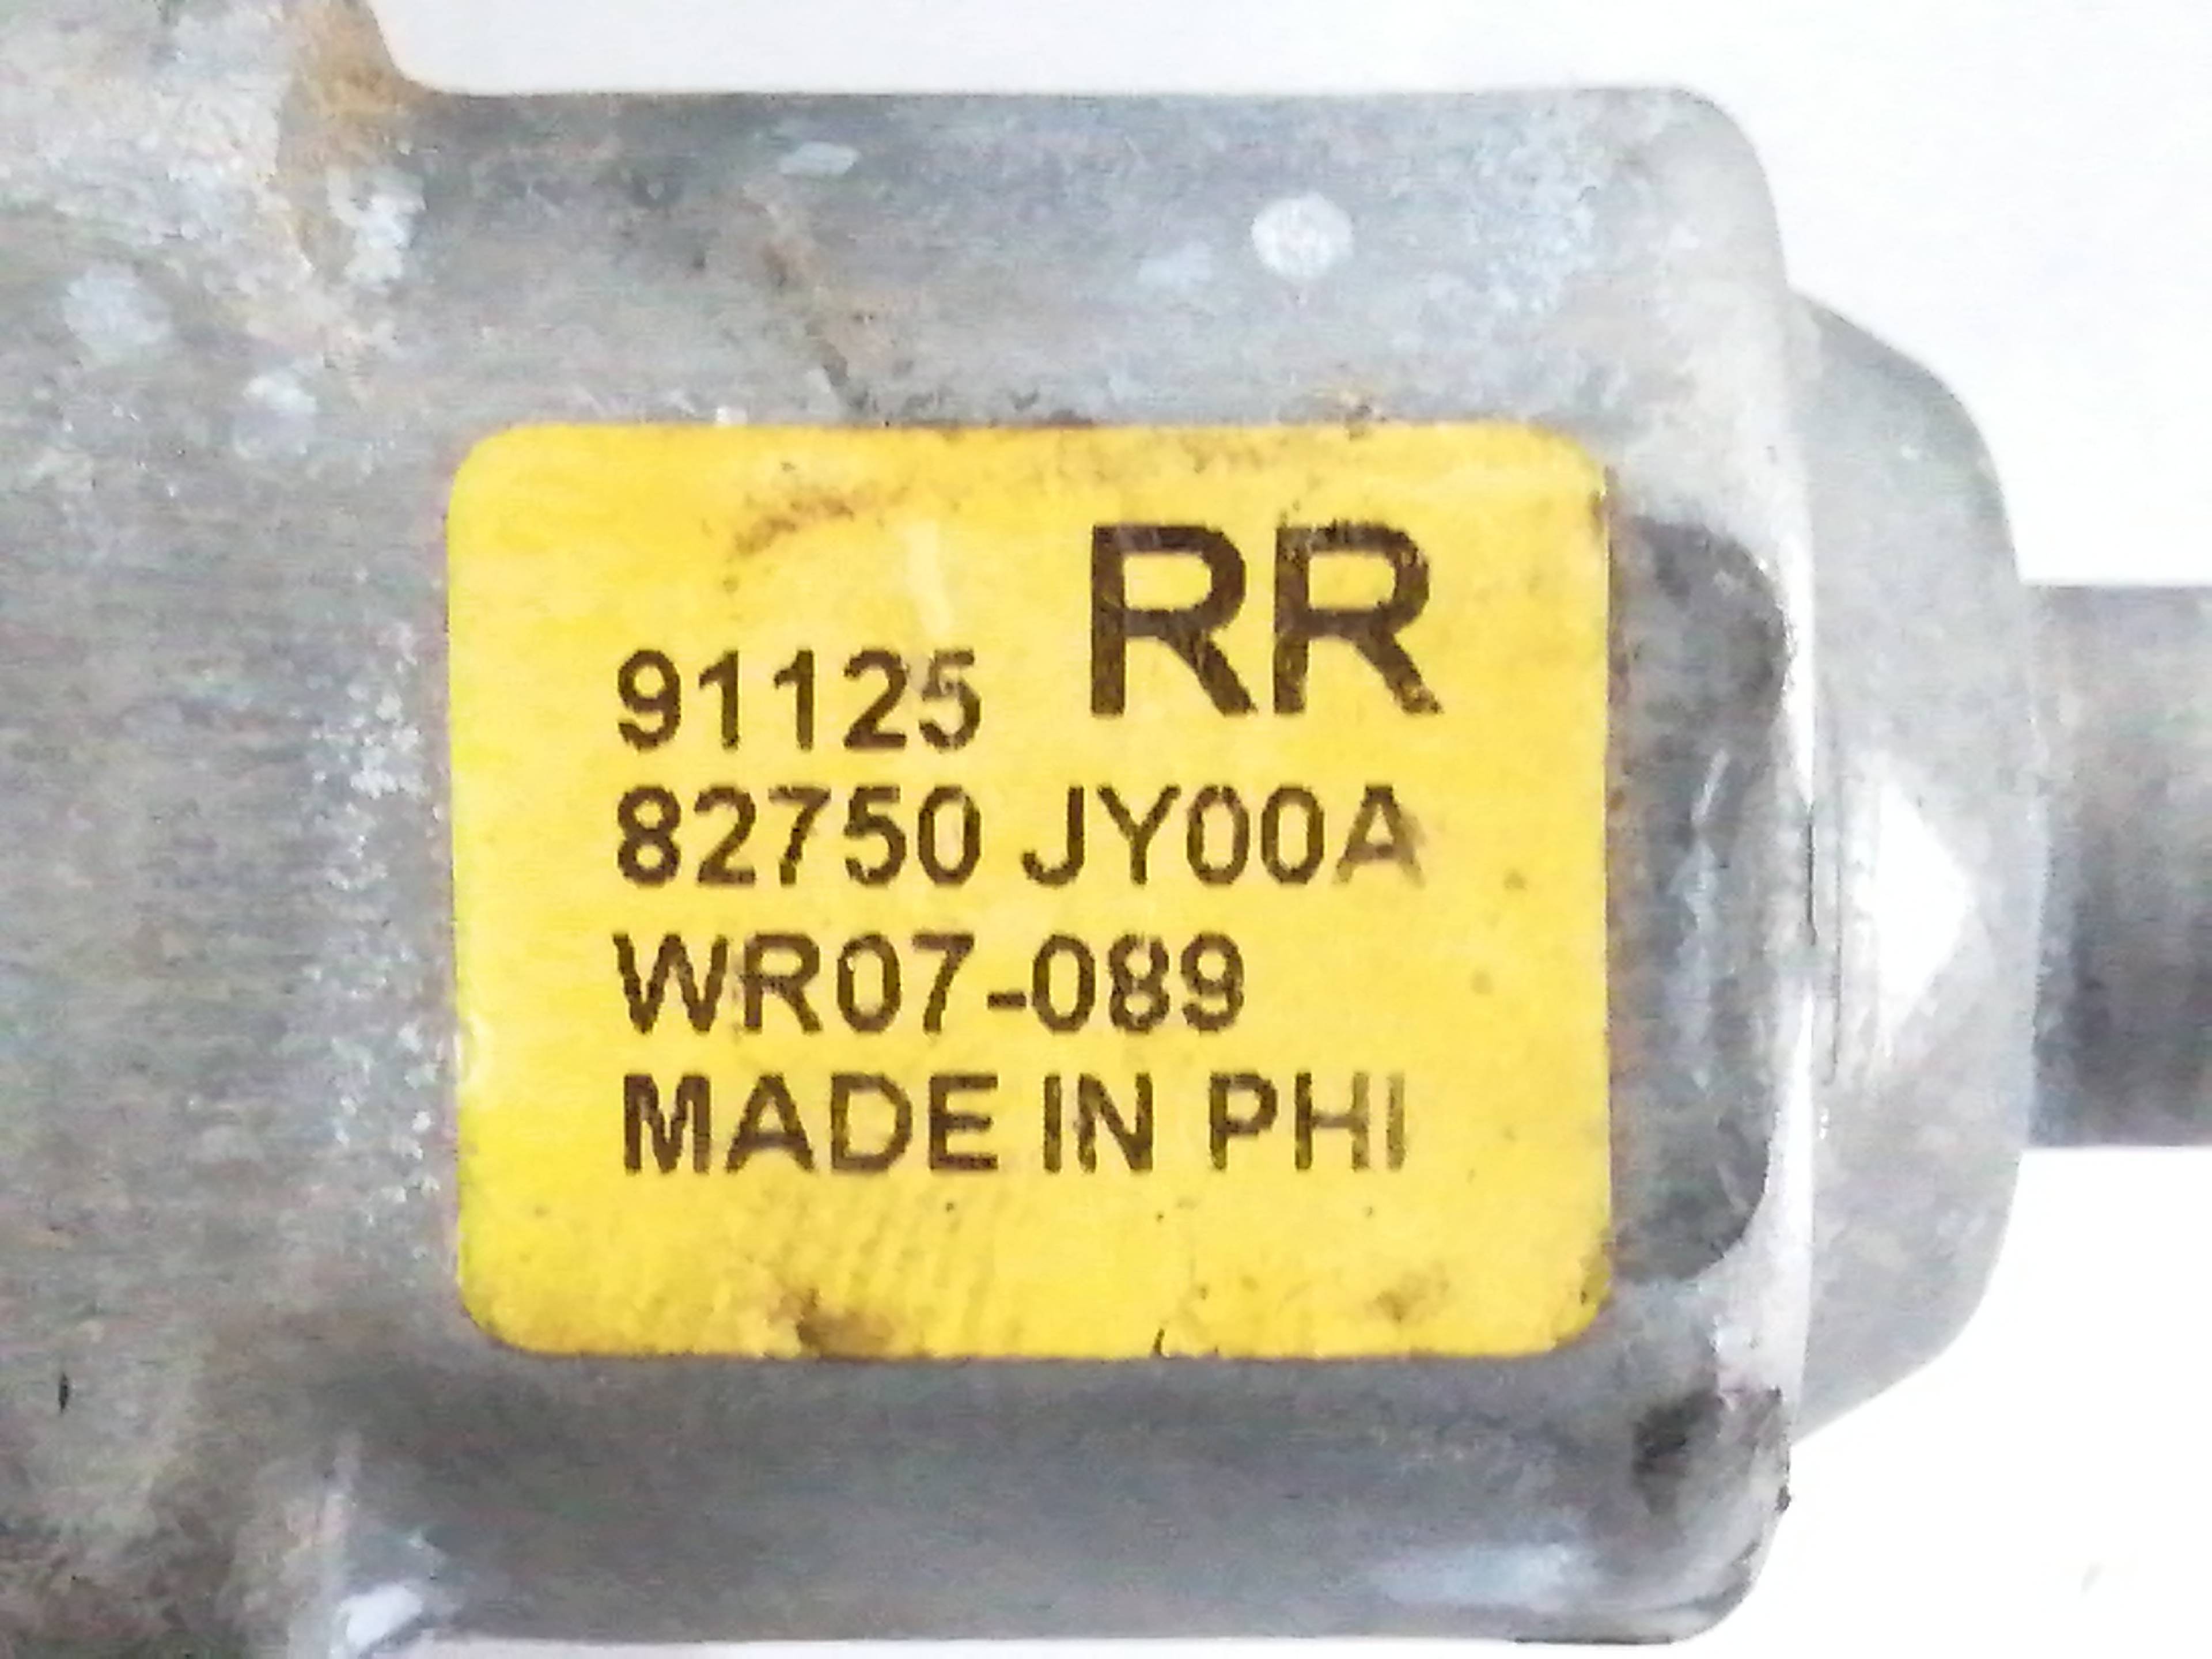 RR
91125
82750 JY00A
WR07-089
MADE IN PHI